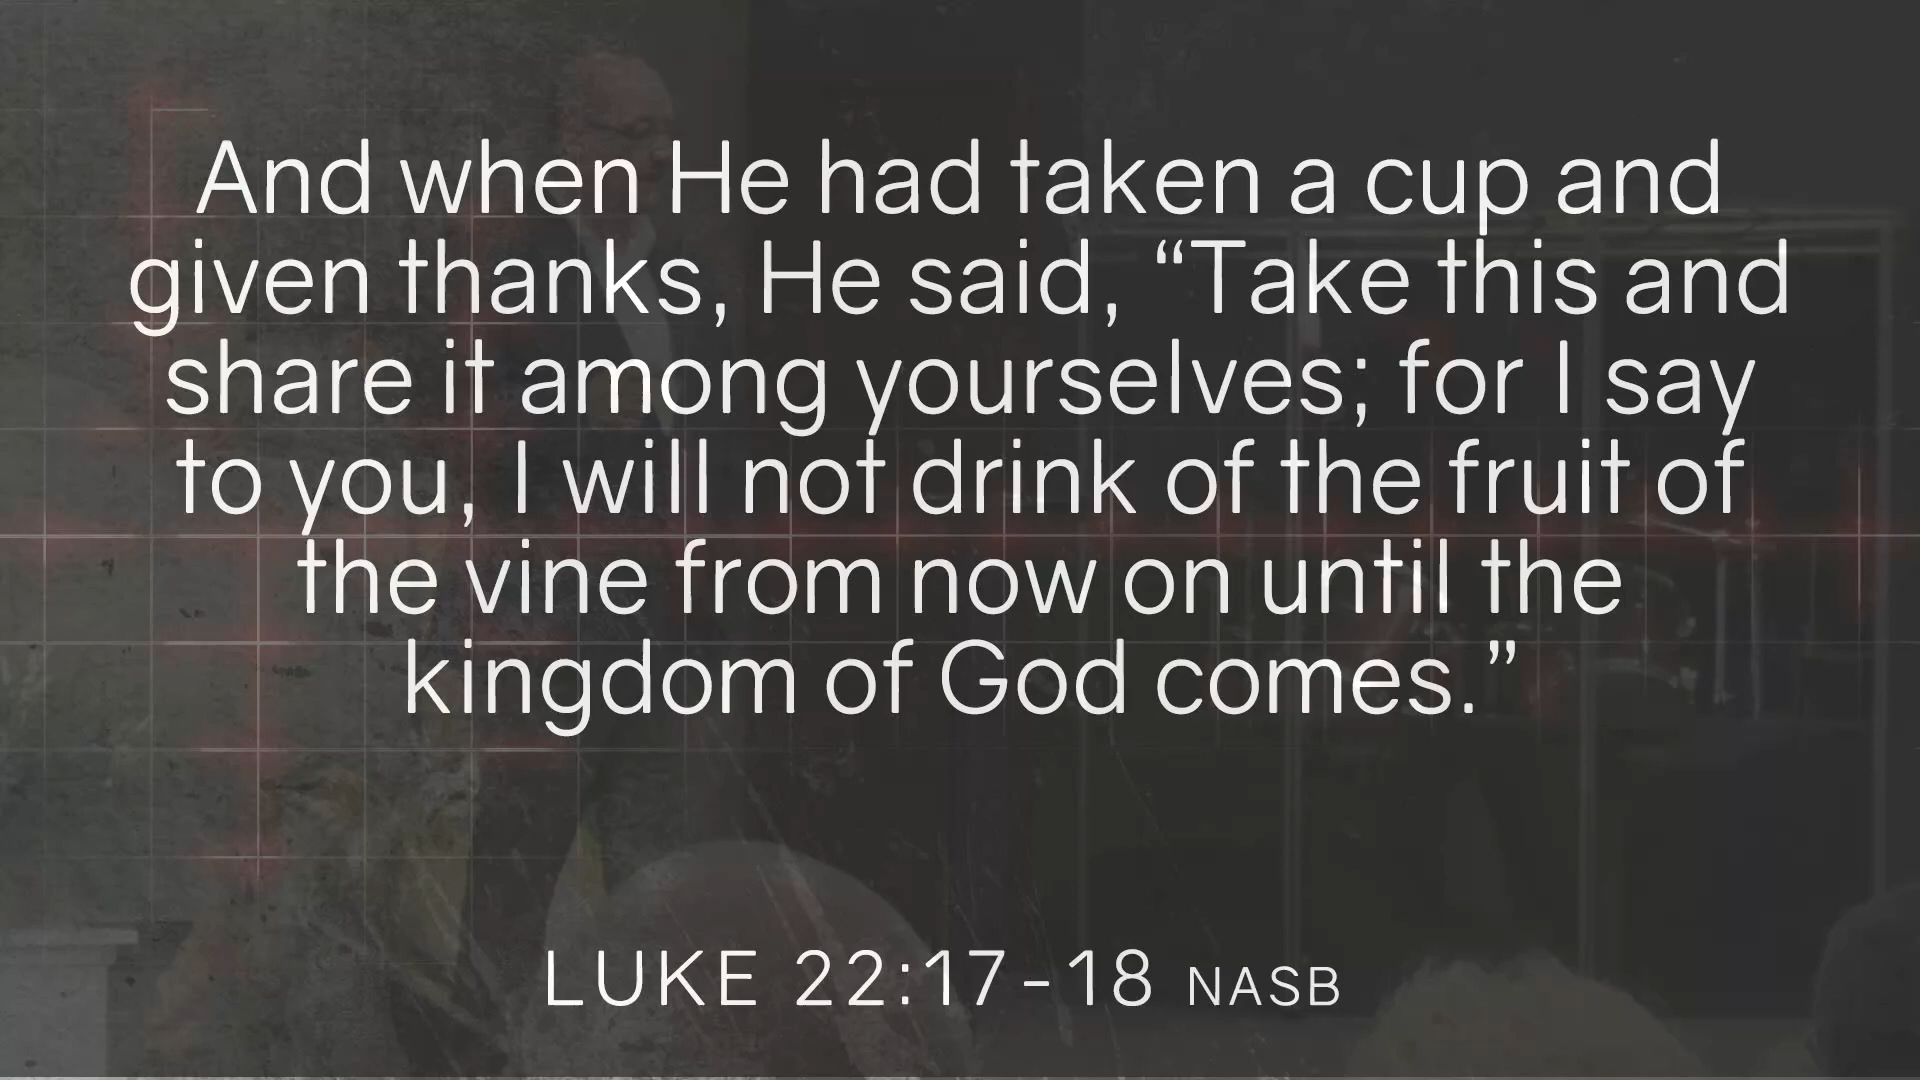 And when He had taken a cup and
given thanks, He said, “Take this and
share it among yourselves; for I say
to you, I will not drink of the fruit of
the vine from now on until the
kingdom of God comes.”
LUKE 22:17-18 NASB